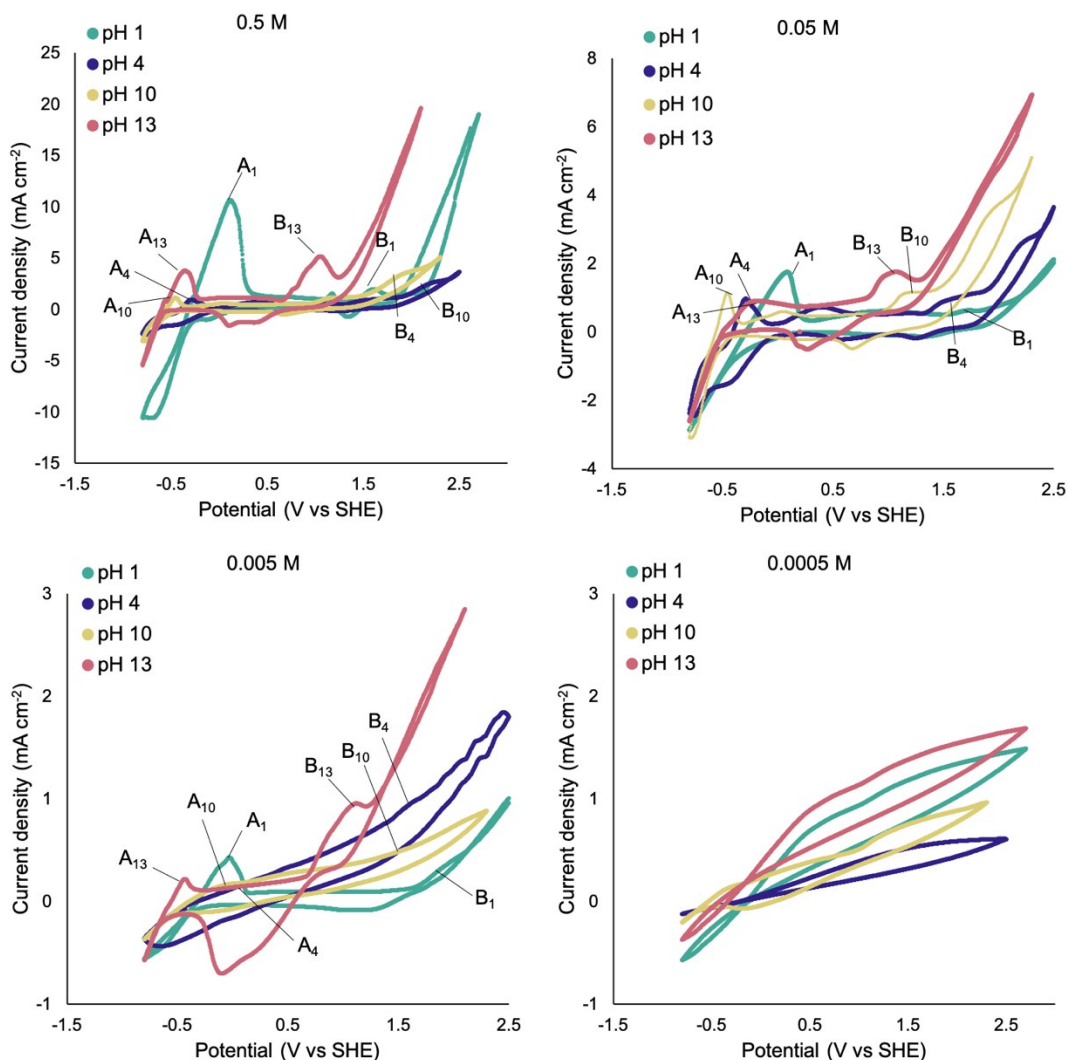 0.5 M
pH 1
pH 4
pH 10
pH 13
25
20
15
10
5
0
-5
-10
-15
-1.5
-0.5
0.5
1.5
2.5
Current density (mA cm-2)
Potential (V vs SHE)
A1
A13
A4
A10
B13
B1
B4
B10
0.05 M
pH 1
pH 4
pH 10
pH 13
8
6
4
2
0
-2
-4
-1.5
-0.5
0.5
1.5
2.5
Current density (mA cm-2)
Potential (V vs SHE)
A10
A4
A1
A13
B13
B10
B4
B1
0.005 M
pH 1
pH 4
pH 10
pH 13
3
2
1
0
-1
-1.5
-0.5
0.5
1.5
2.5
Current density (mA cm-2)
Potential (V vs SHE)
A13
A10
A1
A4
B13
B10
B4
B1
0.0005 M
pH 1
pH 4
pH 10
pH 13
3
2
1
0
-1
-1.5
-0.5
0.5
1.5
2.5
Current density (mA cm-2)
Potential (V vs SHE)